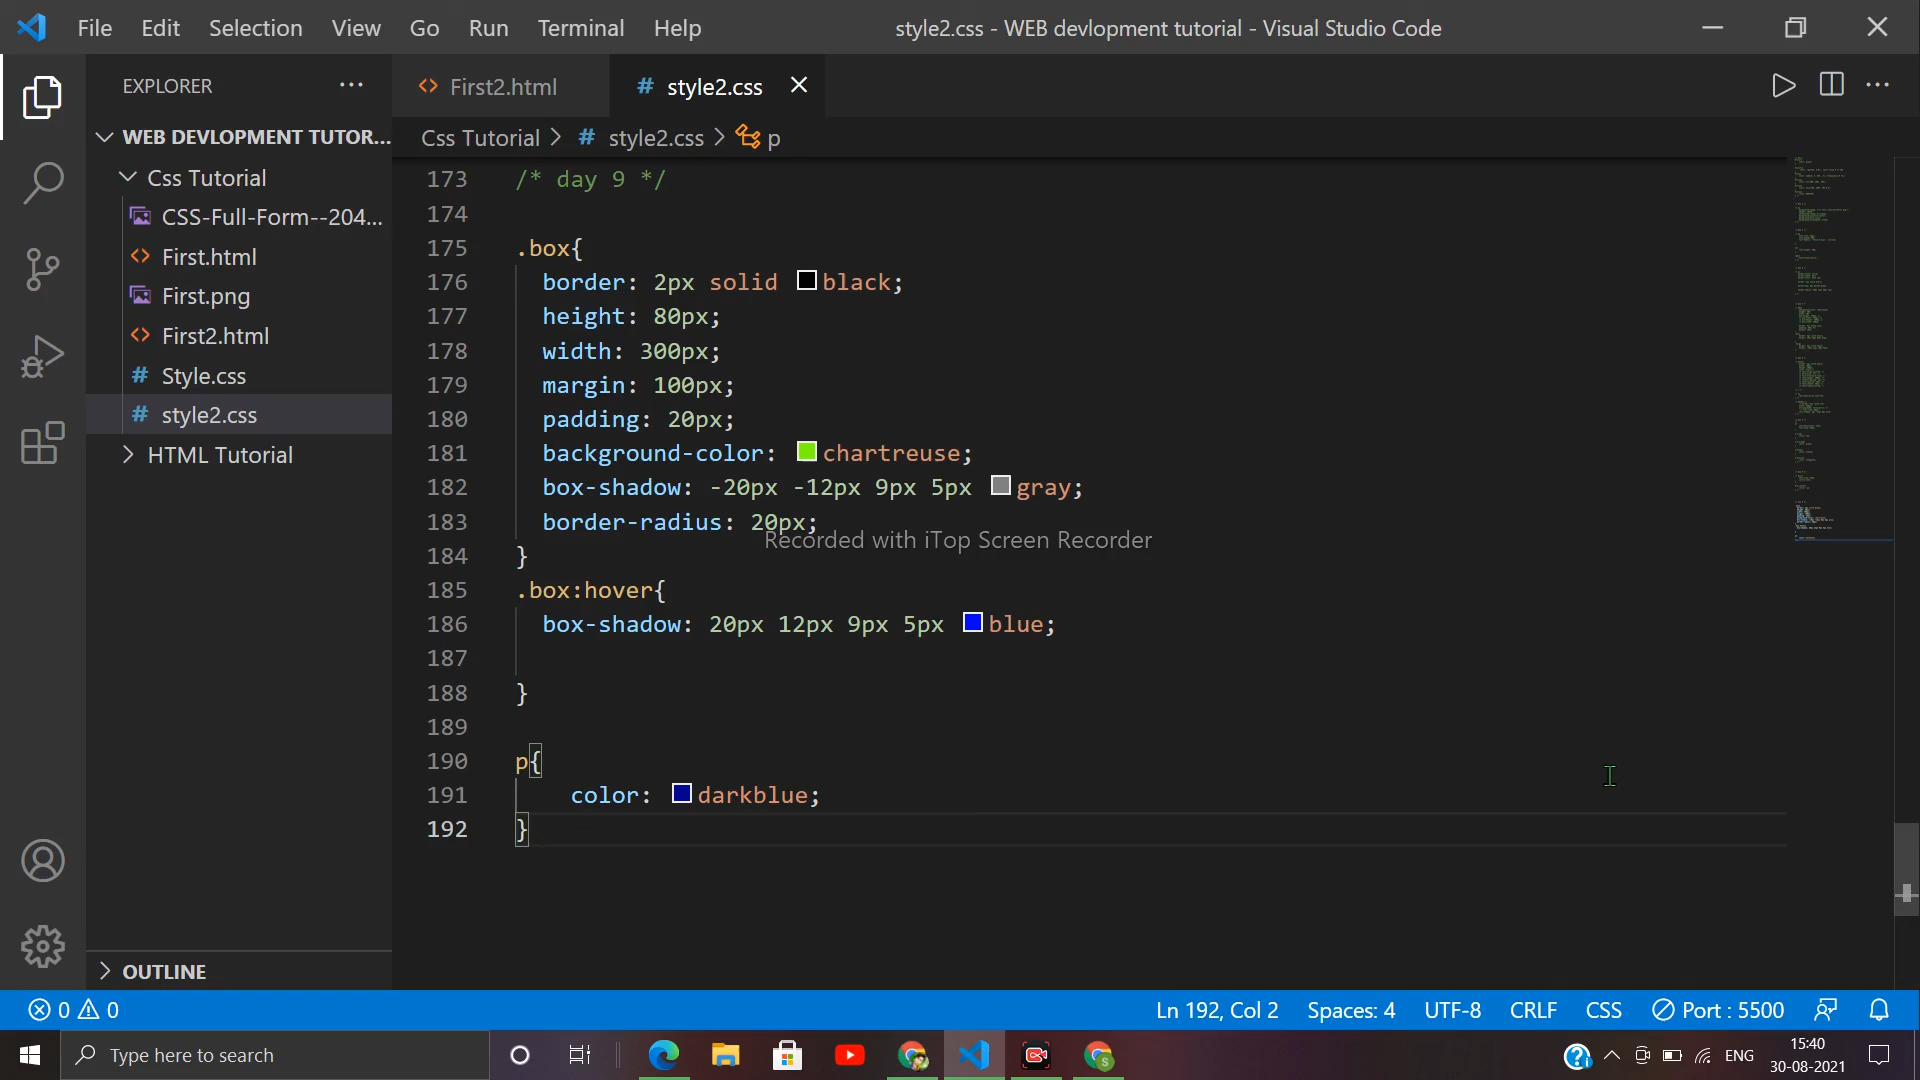 File Edit Selection View Go Run Terminal Help
style2.css - WEB devlopment tutorial - Visual Studio Code
EXPLORER
First2.html
# style2.css
WEB DEVLOPMENT TUTOR...
Css Tutorial > # style2.css > p
Css Tutorial
CSS-Full-Form--204...
First.html
First.png
First2.html
# Style.css
# style2.css
HTML Tutorial
173 /* day 9 */
174
175 .box{
176 border: 2px solid black;
177 height: 80px;
178 width: 300px;
179 margin: 100px;
180 padding: 20px;
181 background-color: chartreuse;
182 box-shadow: -20px -12px 9px 5px gray;
183 border-radius: 20px;
Recorded with iTop Screen Recorder
184 }
185 .box:hover{
186 box-shadow: 20px 12px 9px 5px blue;
187
188 }
189
190 p{
191 color: darkblue;
192 }
OUTLINE
0 0
Ln 192, Col 2 Spaces: 4 UTF-8 CRLF CSS Port : 5500
Type here to search
ENG
15:40
30-08-2021